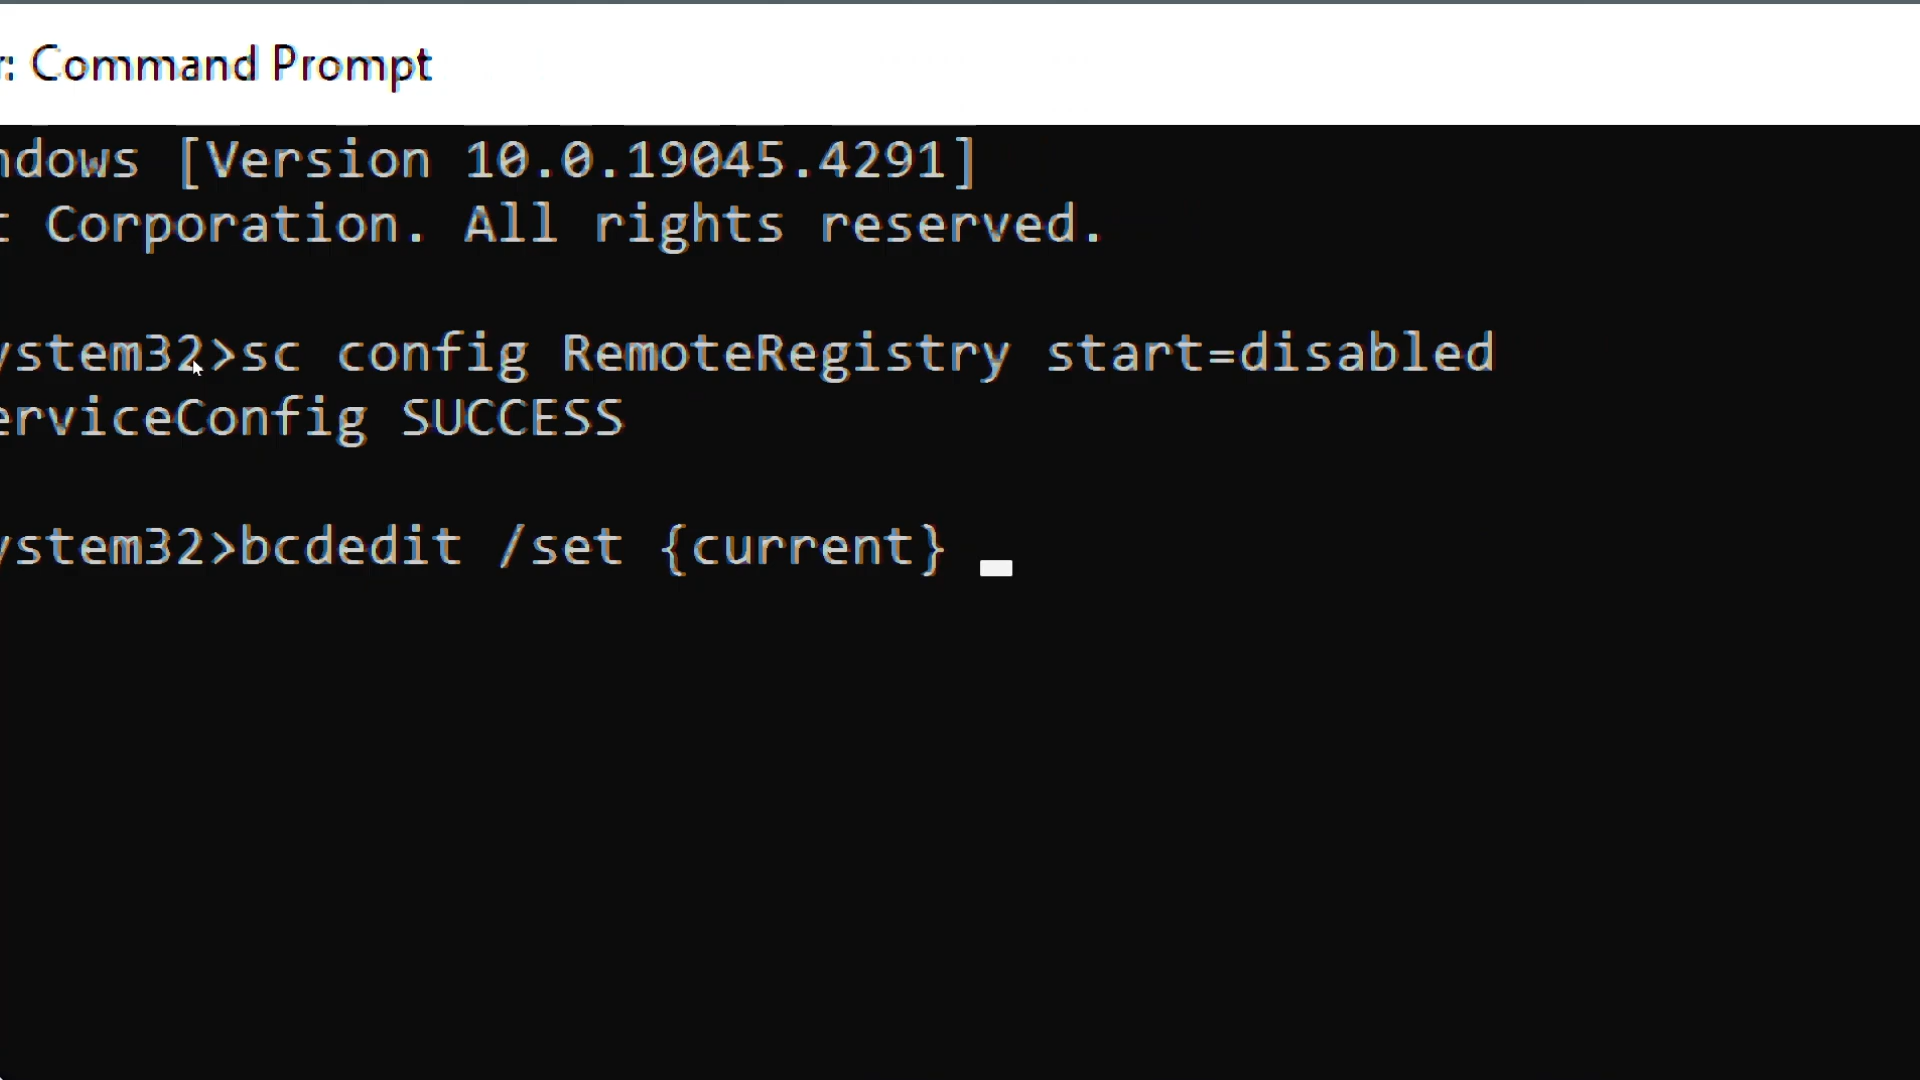 r: Command Prompt
ndows [Version 10.0.19045.4291]
t Corporation. All rights reserved.
ystem32>sc config RemoteRegistry start=disabled
erviceConfig SUCCESS
ystem32>bcdedit /set {current}